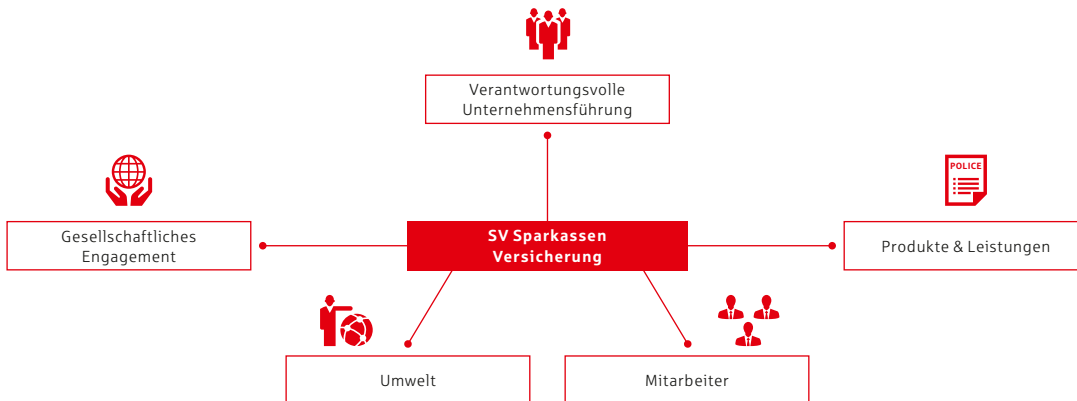 Verantwortungsvolle
Unternehmensführung
POLICE
Gesellschaftliches
Engagement
SV Sparkassen
Versicherung
Produkte & Leistungen
Umwelt
Mitarbeiter